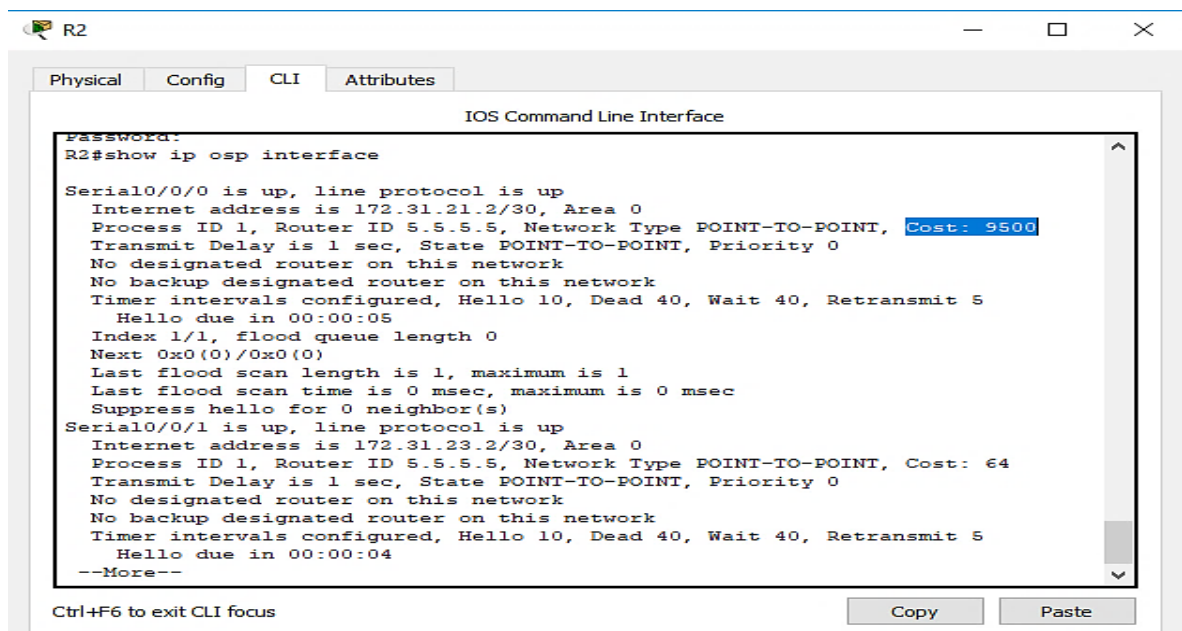 R2
Physical Config CLI Attributes
IOS Command Line Interface
Password:
R2#show ip osp interface
Serial0/0/0 is up, line protocol is up
Internet address is 172.31.21.2/30, Area 0
Process ID 1, Router ID 5.5.5.5, Network Type POINT-TO-POINT, Cost: 9500
Transmit Delay is 1 sec, State POINT-TO-POINT, Priority 0
No designated router on this network
No backup designated router on this network
Timer intervals configured, Hello 10, Dead 40, Wait 40, Retransmit 5
Hello due in 00:00:05
Index 1/1, flood queue length 0
Next 0x0(0)/0x0(0)
Last flood scan length is 1, maximum is 1
Last flood scan time is 0 msec, maximum is 0 msec
Suppress hello for 0 neighbor(s)
Serial0/0/1 is up, line protocol is up
Internet address is 172.31.23.2/30, Area 0
Process ID 1, Router ID 5.5.5.5, Network Type POINT-TO-POINT, Cost: 64
Transmit Delay is 1 sec, State POINT-TO-POINT, Priority 0
No designated router on this network
No backup designated router on this network
Timer intervals configured, Hello 10, Dead 40, Wait 40, Retransmit 5
Hello due in 00:00:04
--More--
Ctrl+F6 to exit CLI focus Copy Paste